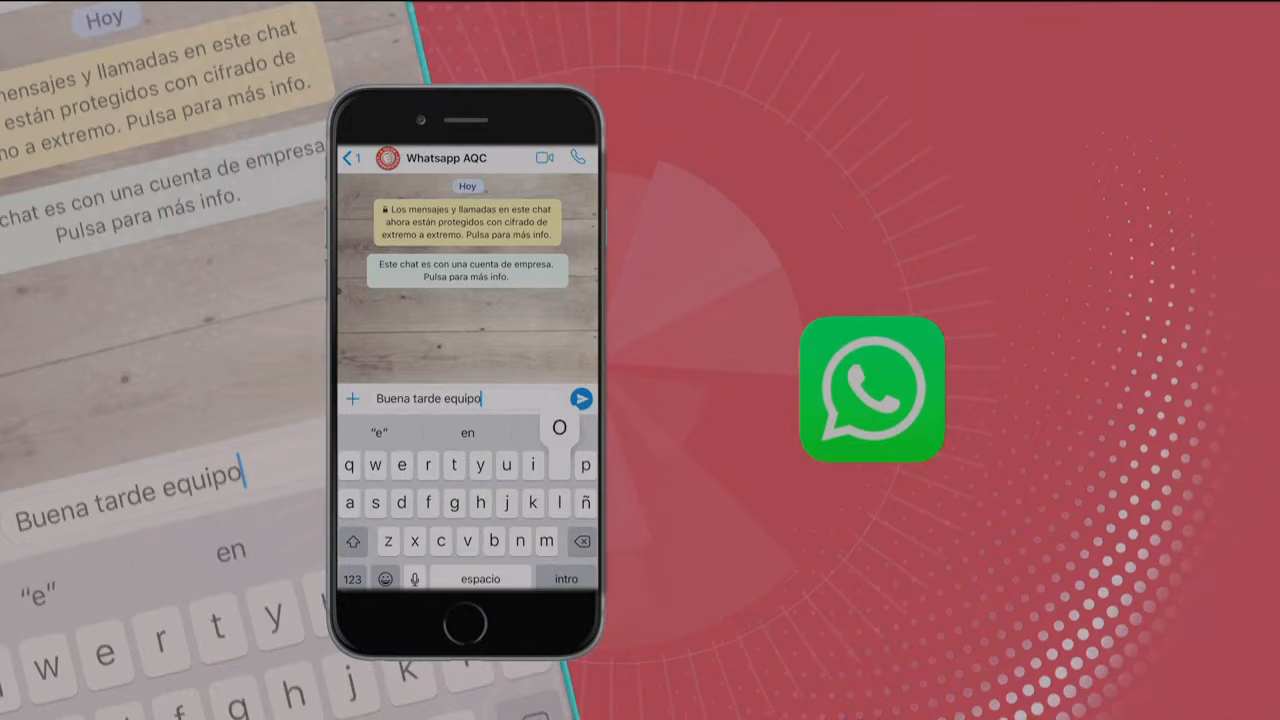 Hoy
mensajes y llamadas en este chat
están protegidos con cifrado de
mo a extremo. Pulsa para más info.
chat es con una cuenta de empresa
Pulsa para más info.
Buena tarde equipo
“e”
en
w e r t y
f g h j k
1
Whatsapp AQC
Hoy
Los mensajes y llamadas en este chat
ahora están protegidos con cifrado de
extremo a extremo. Pulsa para más info.
Este chat es con una cuenta de empresa.
Pulsa para más info.
Buena tarde equipo
“e” en
O
q w e r t y u i p
a s d f g h j k l ñ
z x c v b n m
123 espacio intro